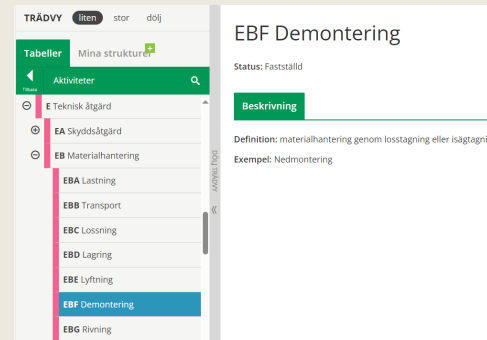 TRÄDVY liten stor dölj
Tabeller Mina strukturer
Tillbaka Aktiviteter
E Teknisk åtgärd
EA Skyddsåtgärd
EB Materialhantering
EBA Lastning
EBB Transport
EBC Lossning
EBD Lagring
EBE Lyftning
EBF Demontering
EBG Rivning
DÖLJ TRÄDVY
EBF Demontering
Status: Fastställd
Beskrivning
Definition: materialhantering genom losstagning eller isägtagni
Exempel: Nedmontering